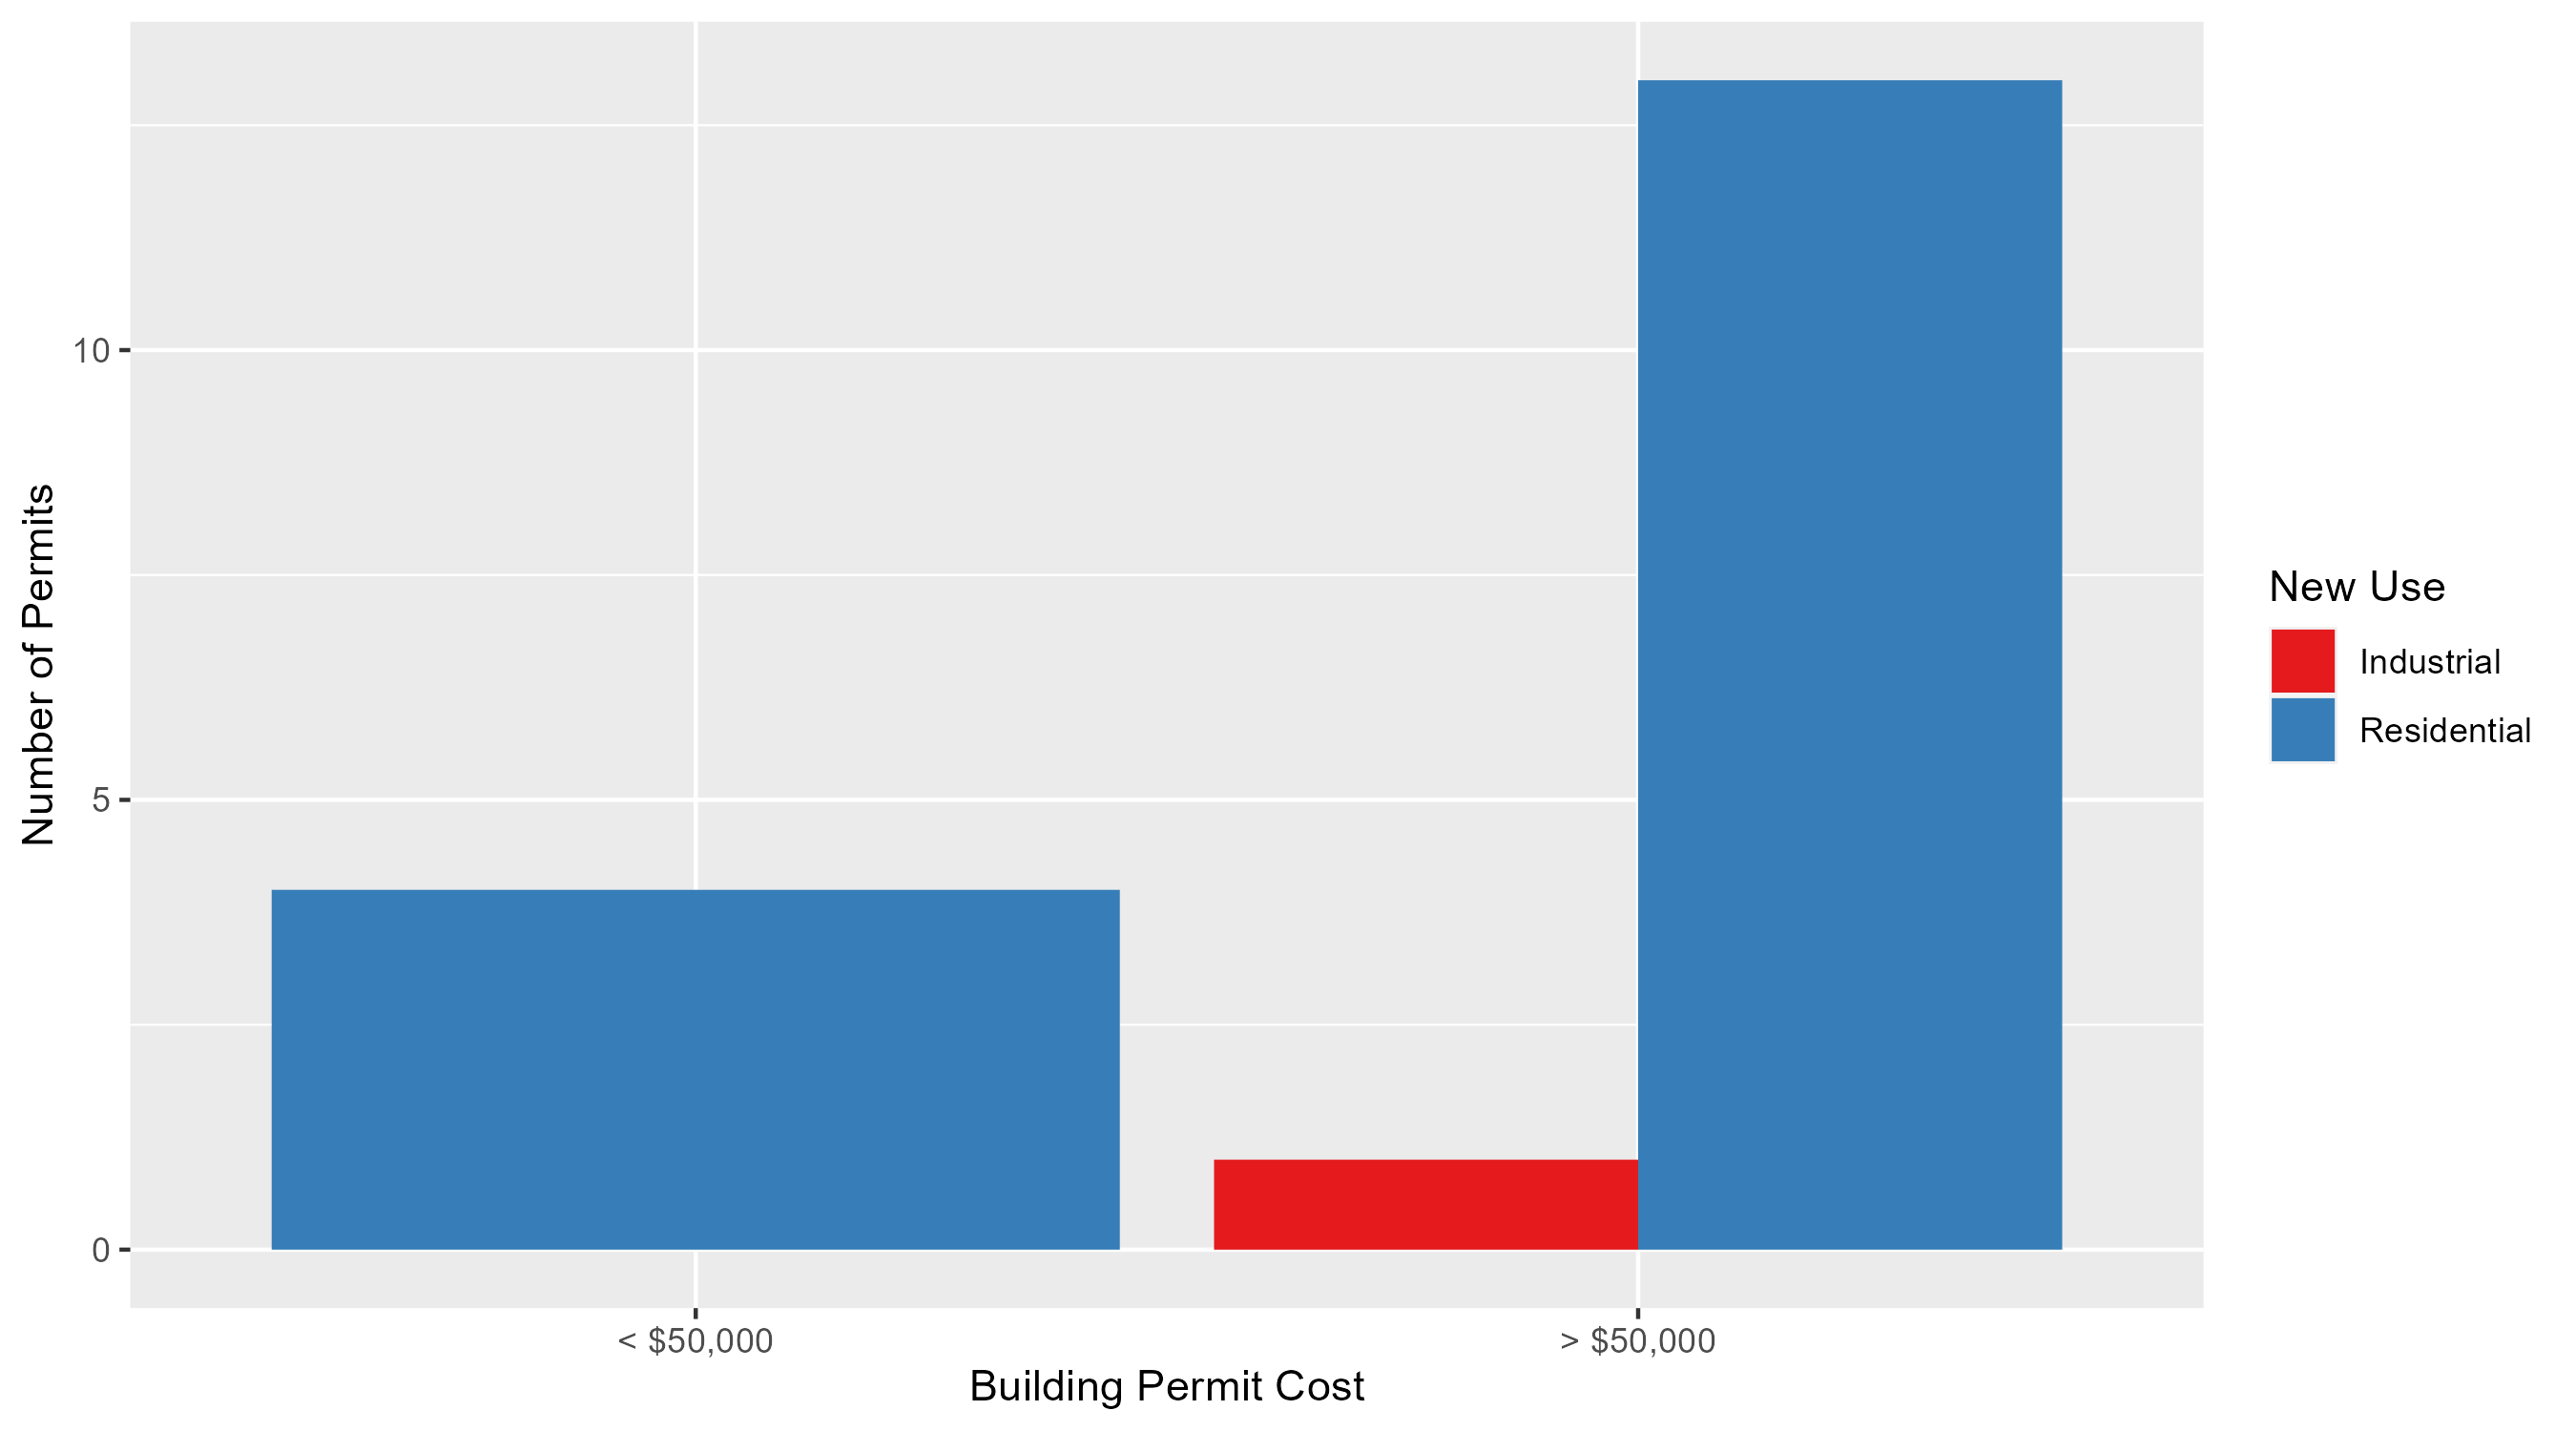 Number of Permits
10
5
0
< $50,000
> $50,000
Building Permit Cost
New Use
Industrial
Residential